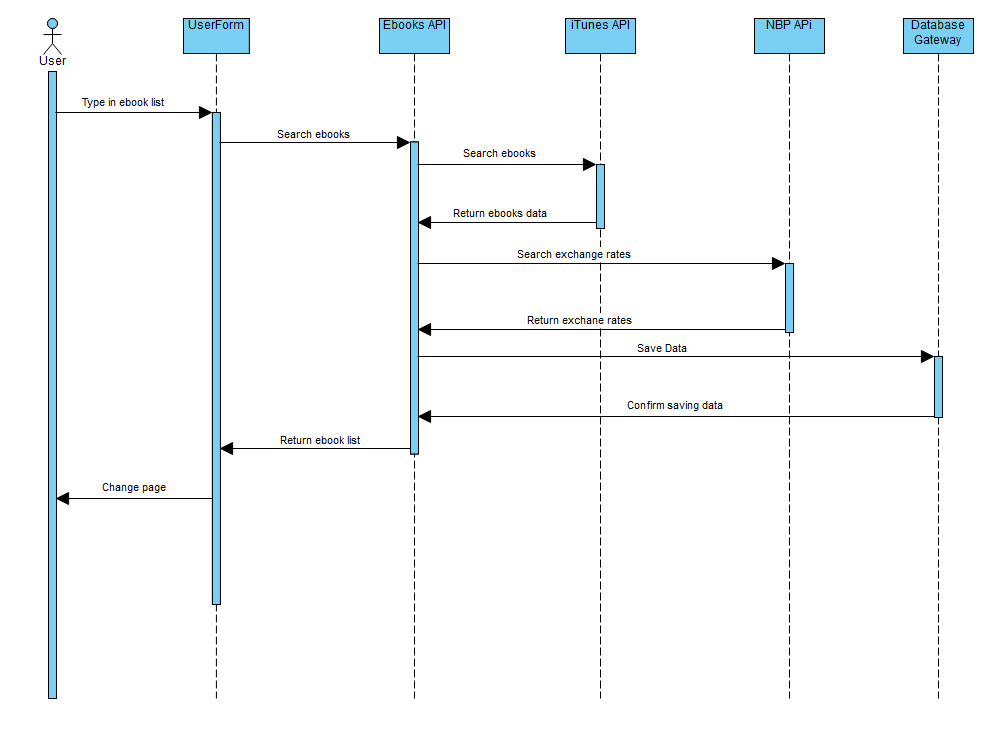 UserForm
Ebooks API
iTunes API
NBP APi
Database
Gateway
User
Type in ebook list
Search ebooks
Search ebooks
Return ebooks data
Search exchange rates
Return exchane rates
Save Data
Confirm saving data
Return ebook list
Change page